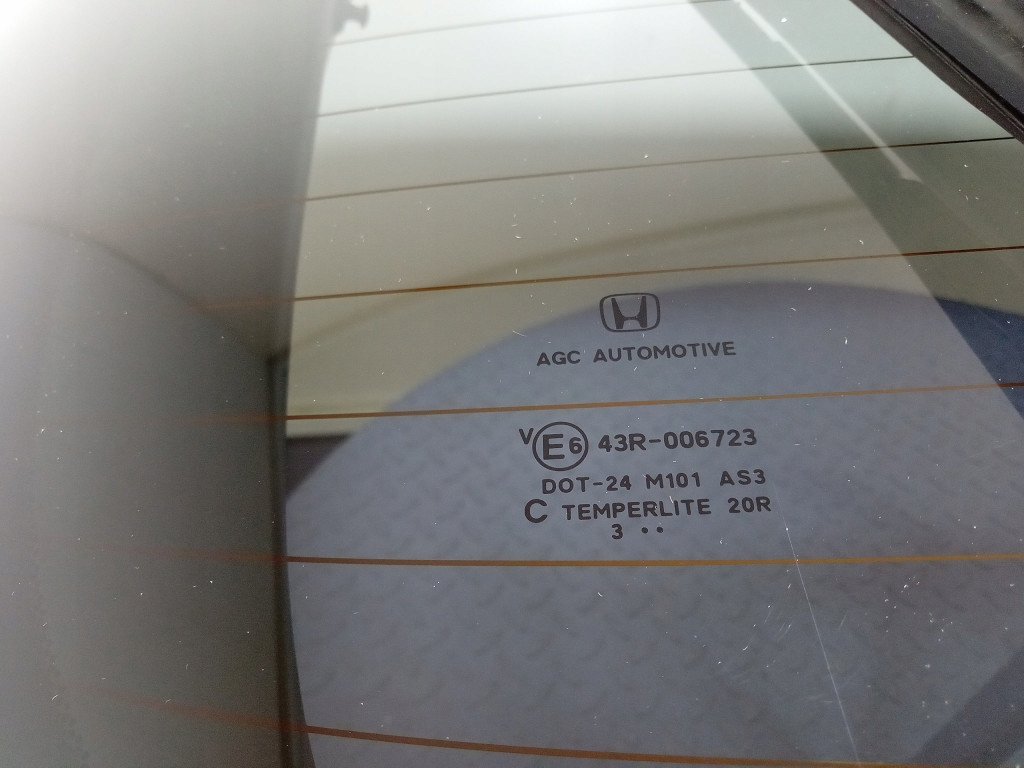 AGC AUTOMOTIVE
V E6 43R-006723
DOT-24 M101 AS3
C TEMPERLITE 20R
3 ••